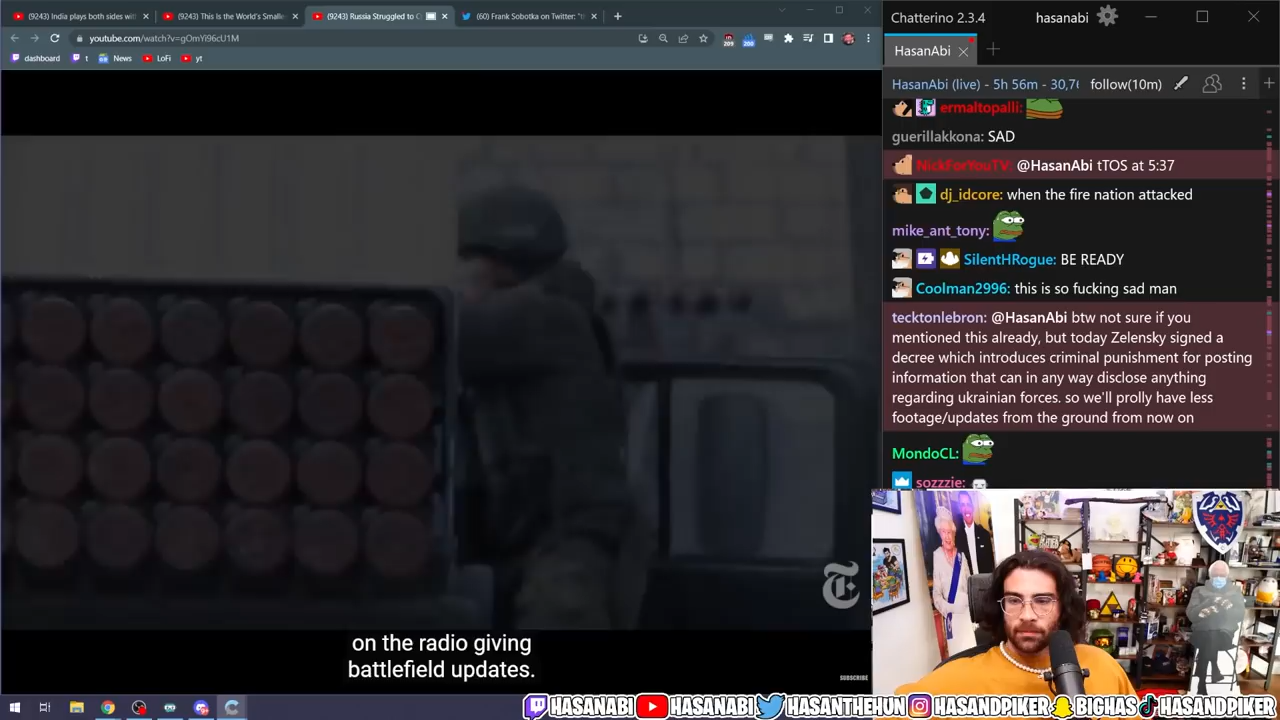 (9243) India plays both sides with
(9243) This Is the World's Smalle
(9243) Russia Struggled to C
(60) Frank Sobotka on Twitter: "t
youtube.com/watch?v=gOmYi96cU1M
dashboard
t
News
LoFi
yt
209
200
on the radio giving
battlefield updates.
SUBSCRIBE
Chatterino 2.3.4
hasanabi
HasanAbi
HasanAbi (live) - 5h 56m - 30,7
follow(10m)
ermaltopalli:
guerillakkona: SAD
NickForYouTV: @HasanAbi tTOS at 5:37
dj_idcore: when the fire nation attacked
mike_ant_tony:
SilentHRogue: BE READY
Coolman2996: this is so fucking sad man
tecktonlebron: @HasanAbi btw not sure if you
mentioned this already, but today Zelensky signed a
decree which introduces criminal punishment for posting
information that can in any way disclose anything
regarding ukrainian forces. so we'll prolly have less
footage/updates from the ground from now on
MondoCL:
sozzzie:
HASANABI HASANABI HASANTHEHUN HASANDPIKER BIGHAS HASANDPIKER